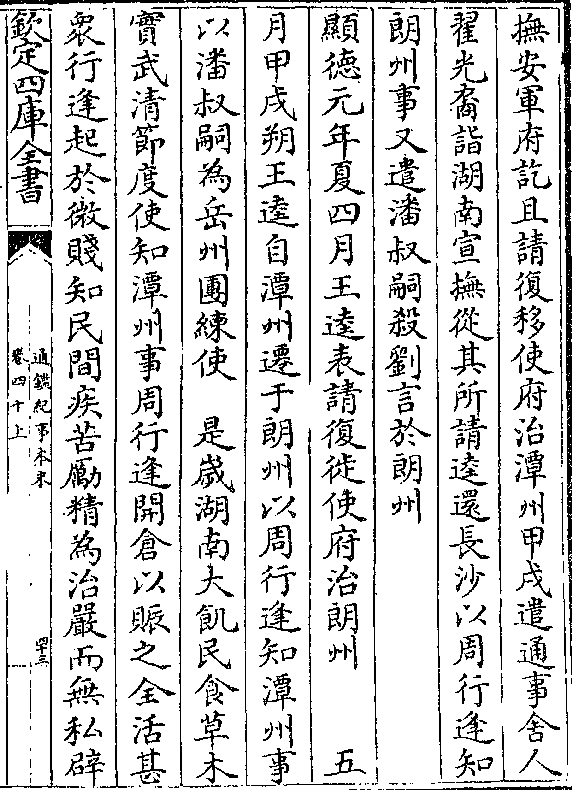 撫安軍府訖且請復移使府治潭州甲戌遣通事舍人
翟光裔詣湖南宣撫從其所請逵還長沙以周行逢知
朗州事又遣潘叔嗣殺劉言於朗州
顯德元年夏四月王逵表請復徙使府治朗州　五
月甲戌朔王逵自潭州遷于朗州以周行逢知潭州事
以潘叔嗣為岳州團練使　是嵗湖南大飢民食草木
實武清節度使知潭州事周行逢開倉以賑之全活甚
衆行逢起於微賤知民間疾苦勵精為治嚴而無私辟
欽定四庫全書
通鑑紀事本末
卷四十上
四十三